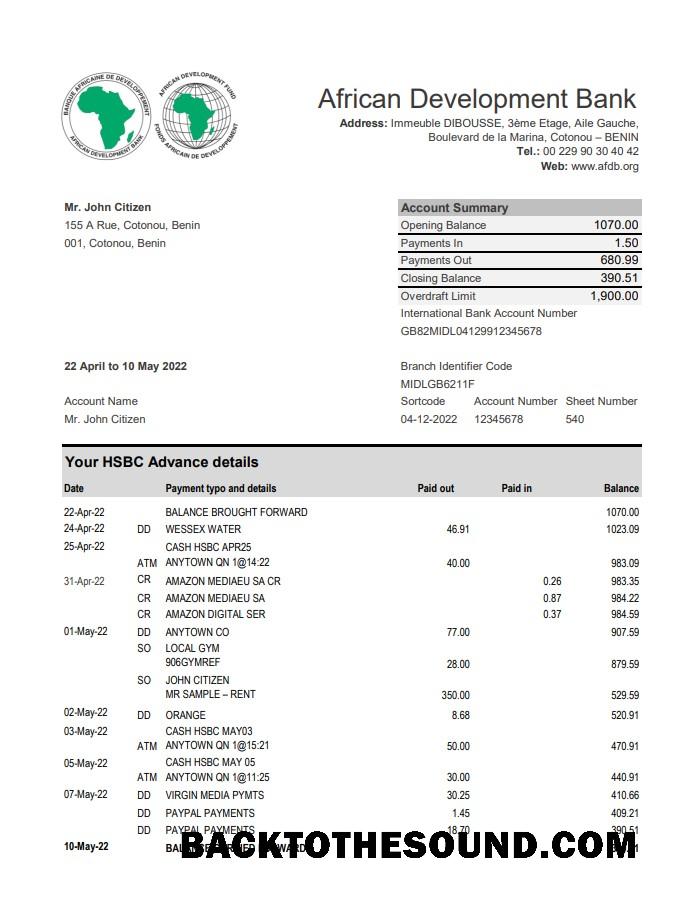 BANQUE AFRICAINE DE DEVELOPPEMENT
AFRICAN DEVELOPMENT BANK
AFRICAN DEVELOPMENT FUND
FONDS AFRICAIN DE DEVELOPPEMENT
African Development Bank
Address: Immeuble DIBOUSSE, 3ème Etage, Aile Gauche,
Boulevard de la Marina, Cotonou – BENIN
Tel.: 00 229 90 30 40 42
Web: www.afdb.org
Mr. John Citizen
155 A Rue, Cotonou, Benin
001, Cotonou, Benin
Account Summary
Opening Balance 1070.00
Payments In 1.50
Payments Out 680.99
Closing Balance 390.51
Overdraft Limit 1,900.00
International Bank Account Number
GB82MIDL04129912345678
22 April to 10 May 2022
Branch Identifier Code
MIDLGB6211F
Account Name
Mr. John Citizen
Sortcode Account Number Sheet Number
04-12-2022 12345678 540
Your HSBC Advance details
Date Payment typo and details Paid out Paid in Balance
22-Apr-22 BALANCE BROUGHT FORWARD 1070.00
24-Apr-22 DD WESSEX WATER 46.91 1023.09
25-Apr-22 CASH HSBC APR25
ATM ANYTOWN QN 1@14:22 40.00 983.09
31-Apr-22 CR AMAZON MEDIAEU SA CR 0.26 983.35
CR AMAZON MEDIAEU SA 0.87 984.22
CR AMAZON DIGITAL SER 0.37 984.59
01-May-22 DD ANYTOWN CO 77.00 907.59
SO LOCAL GYM
906GYMREF 28.00 879.59
SO JOHN CITIZEN
MR SAMPLE – RENT 350.00 529.59
02-May-22 DD ORANGE 8.68 520.91
03-May-22 CASH HSBC MAY03
ATM ANYTOWN QN 1@15:21 50.00 470.91
05-May-22 CASH HSBC MAY 05
ATM ANYTOWN QN 1@11:25 30.00 440.91
07-May-22 DD VIRGIN MEDIA PYMTS 30.25 410.66
DD PAYPAL PAYMENTS 1.45 409.21
DD PAYPAL PAYMENTS 18.70 390.51
10-May-22
BACKTOTHESOUND.COM